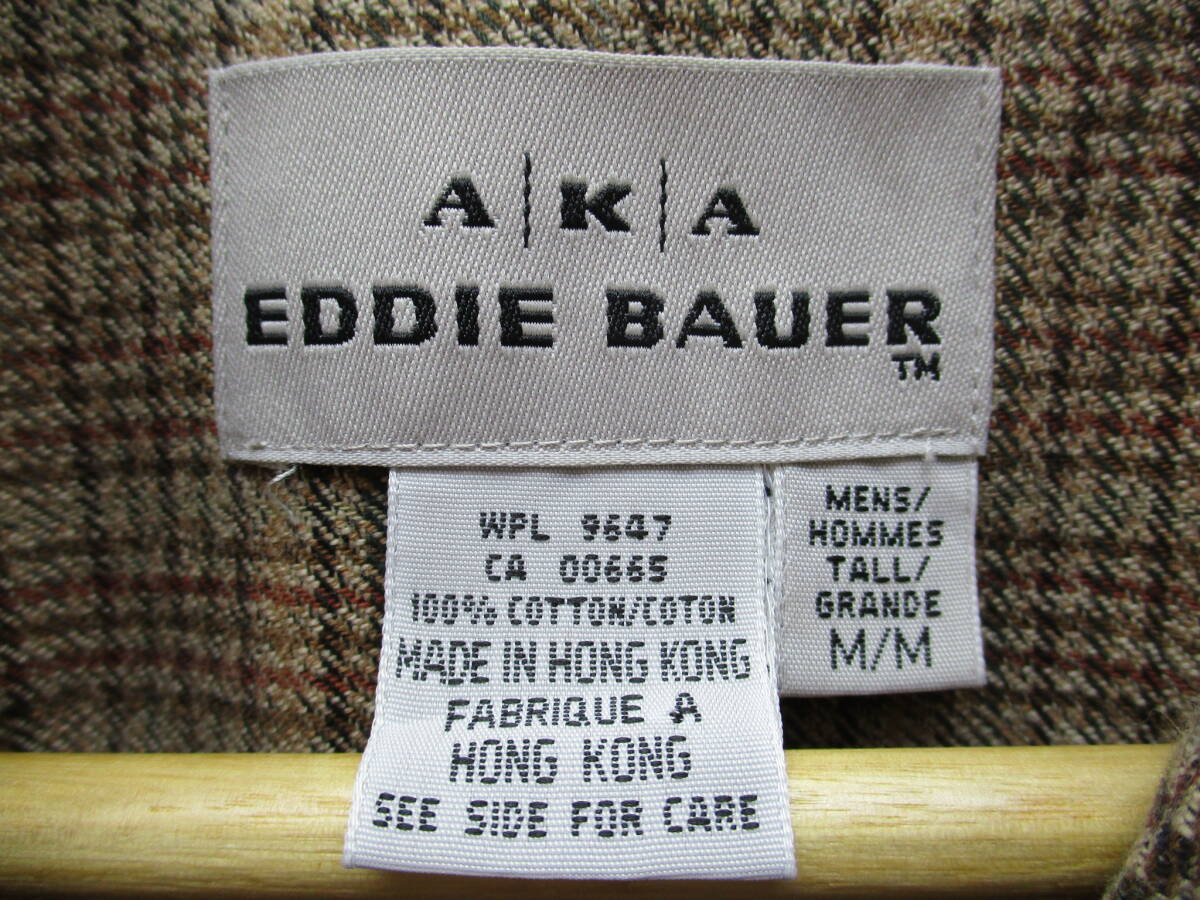 A|K|A
EDDIE BAUER
TM
WPL 9647
CA 00665
100% COTTON/COTON
MADE IN HONG KONG
FABRIQUE A
HONG KONG
SEE SIDE FOR CARE
MENS/
HOMMES
TALL/
GRANDE
M/M